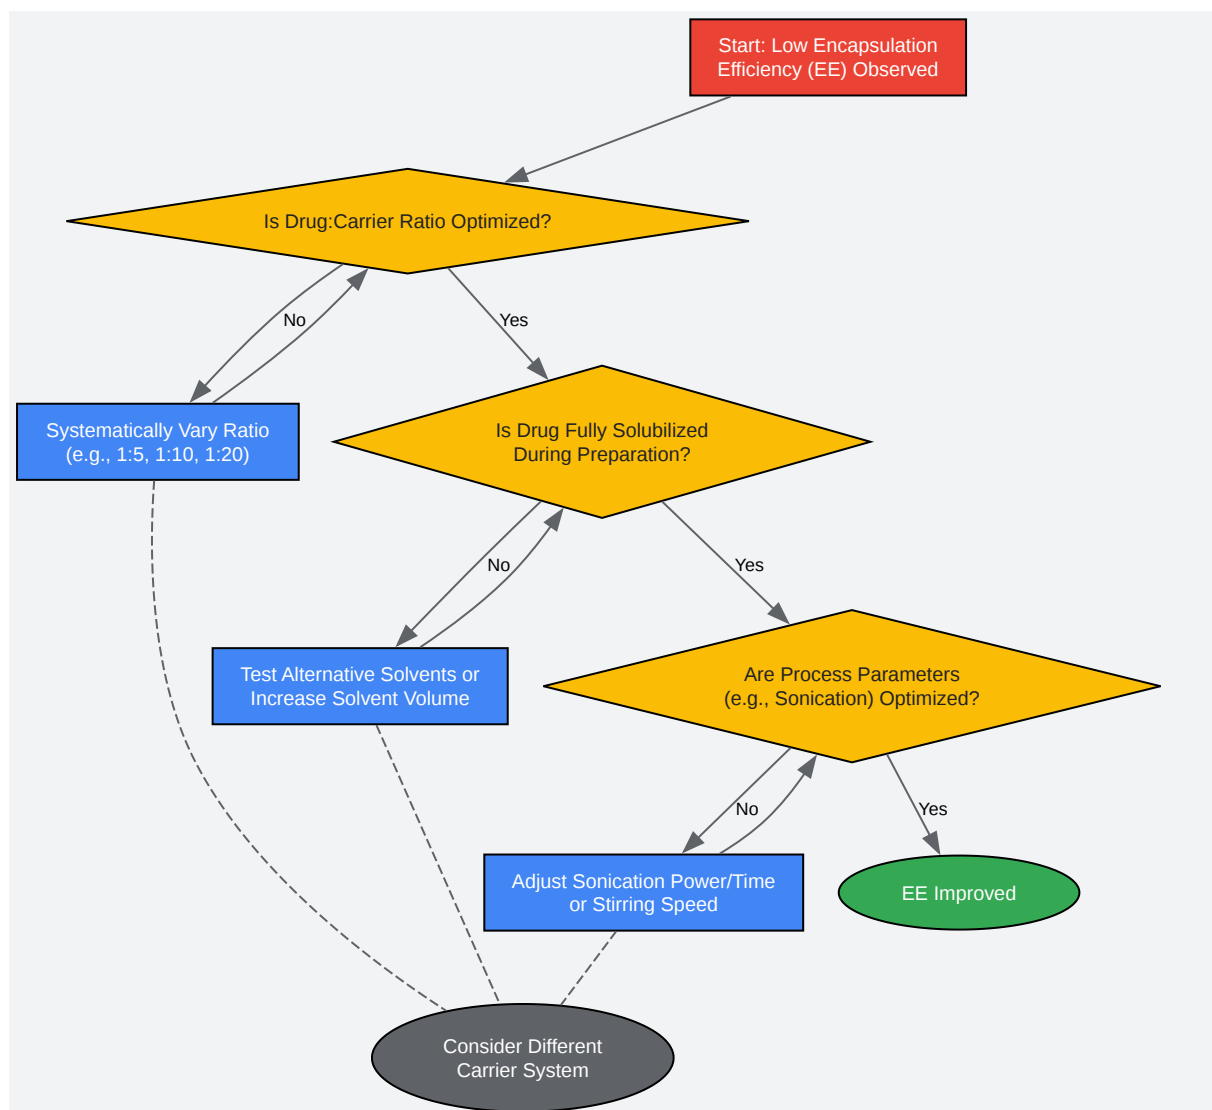 Start: Low Encapsulation
Efficiency (EE) Observed
Is Drug:Carrier Ratio Optimized?
No
Yes
Systematically Vary Ratio
(e.g., 1:5, 1:10, 1:20)
Is Drug Fully Solubilized
During Preparation?
No
Yes
Test Alternative Solvents or
Increase Solvent Volume
Are Process Parameters
(e.g., Sonication) Optimized?
No
Yes
Adjust Sonication Power/Time
or Stirring Speed
EE Improved
Consider Different
Carrier System